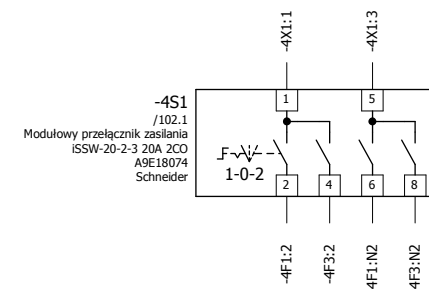 -4X1:1
-4X1:3
-4S1
/102.1
Modułowy przełącznik zasilania
iSSW-20-2-3 20A 2CO
A9E18074
Schneider
1
5
1-0-2
2
4
6
8
-4F1:2
-4F3:2
4F1:N2
4F3:N2